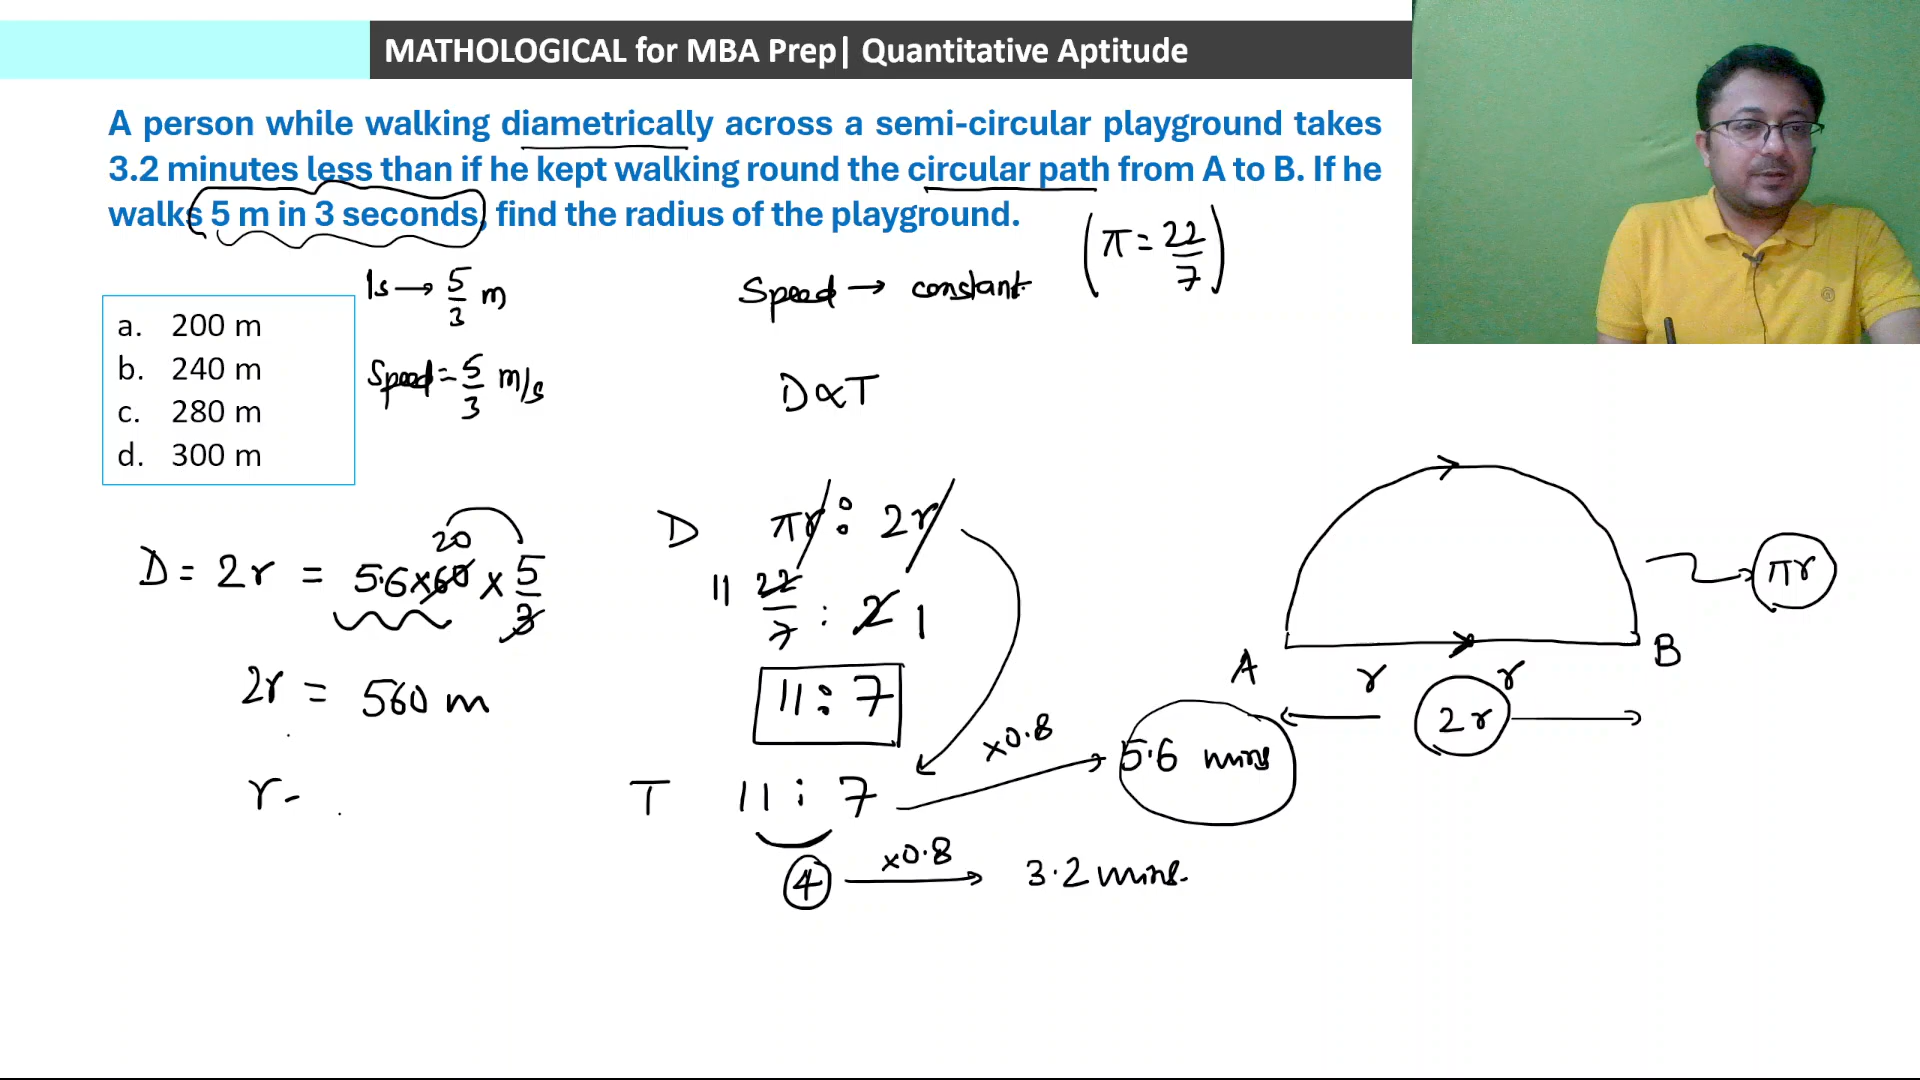 MATHOLOGICAL for MBA Prep| Quantitative Aptitude
A person while walking diametrically across a semi-circular playground takes
3.2 minutes less than if he kept walking round the circular path from A to B. If he
walks 5 m in 3 seconds, find the radius of the playground.
(π = 22/7)
a. 200 m
b. 240 m
c. 280 m
d. 300 m
1s → 5/3 m
Speed = 5/3 m/s
Speed → constant
D ∝ T
D = 2r = 5.6 × 60 × 5/3
20
2r = 560 m
r =
D πr : 2r
11 22/7 : 2 1
11 : 7
T 11 : 7
×0.8
5.6 mins
4 ×0.8 → 3.2 mins.
πr
A B
r r
2r